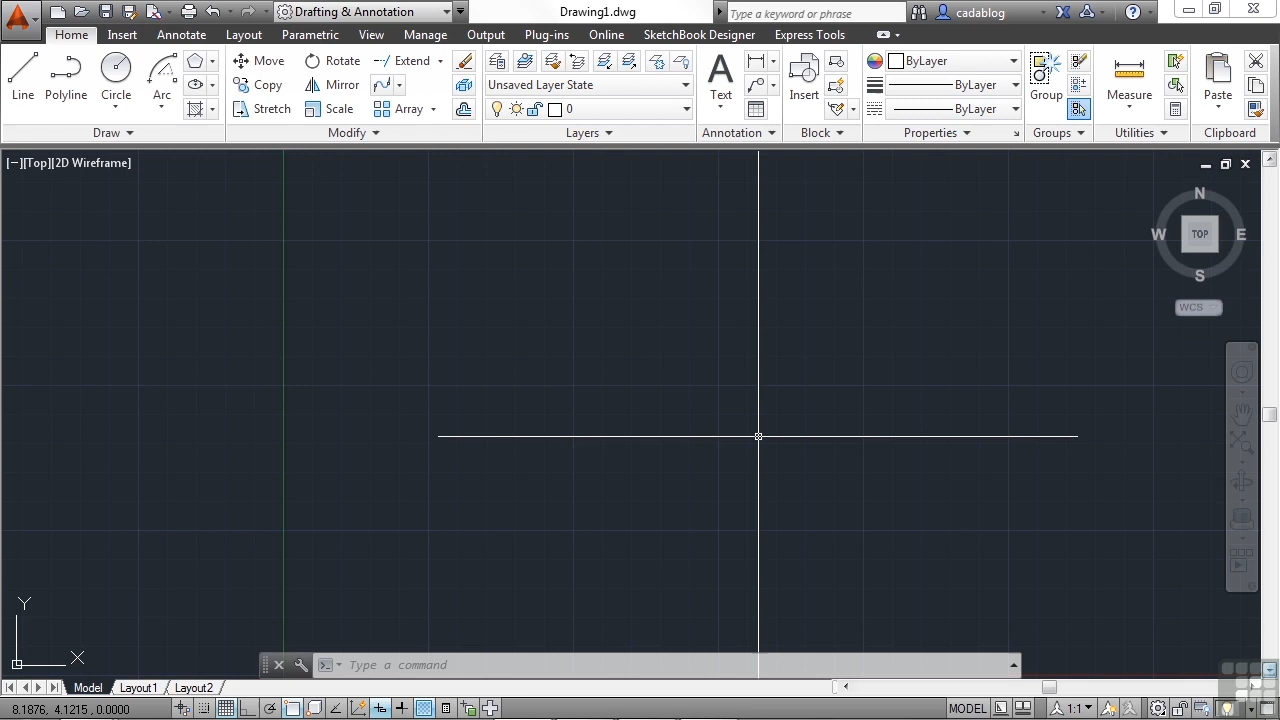 Drafting & Annotation
Drawing1.dwg
Type a keyword or phrase
cadablog
Home Insert Annotate Layout Parametric View Manage Output Plug-ins Online SketchBook Designer Express Tools
Line Polyline Circle Arc
Move Rotate Extend
Copy Mirror
Stretch Scale Array
Unsaved Layer State
0
Text
Insert
ByLayer
ByLayer
ByLayer
Group
Measure
Paste
Draw Modify Layers Annotation Block Properties Groups Utilities Clipboard
[−][Top][2D Wireframe]
N
W TOP E
S
WCS
Y
X
Type a command
Model Layout1 Layout2
8.1876, 4.1215, 0.0000
MODEL
1:1